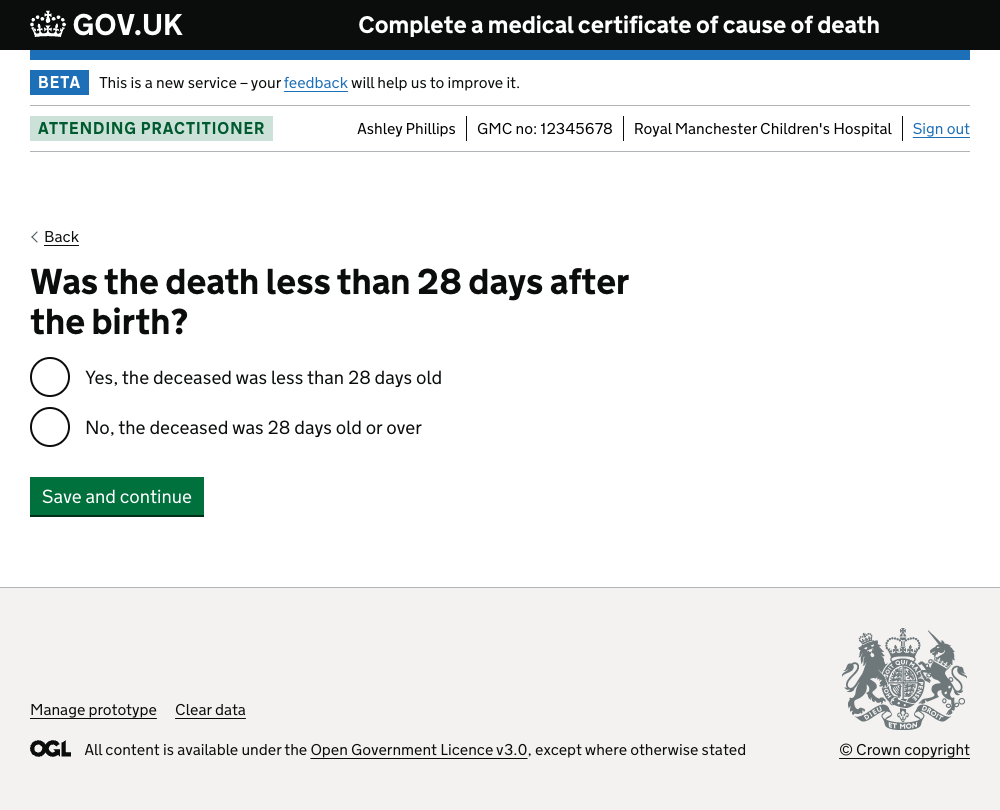 GOV.UK
Complete a medical certificate of cause of death
BETA This is a new service – your feedback will help us to improve it.
ATTENDING PRACTITIONER
Ashley Phillips GMC no: 12345678 Royal Manchester Children's Hospital Sign out
Back
Was the death less than 28 days after
the birth?
Yes, the deceased was less than 28 days old
No, the deceased was 28 days old or over
Save and continue
Manage prototype Clear data
OGL All content is available under the Open Government Licence v3.0, except where otherwise stated
DIEU ET MON DROIT
© Crown copyright